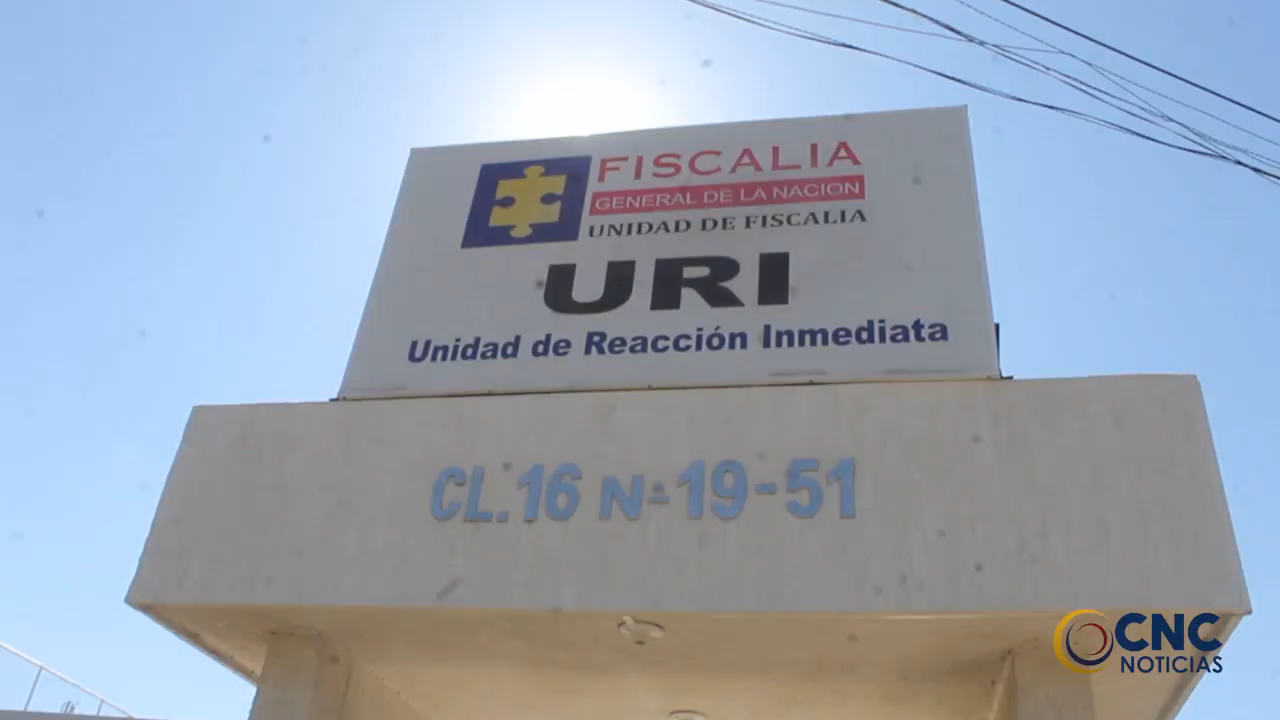 FISCALIA
GENERAL DE LA NACION
UNIDAD DE FISCALIA
URI
Unidad de Reacción Inmediata
CL.16 N-19-51
CNC
NOTICIAS